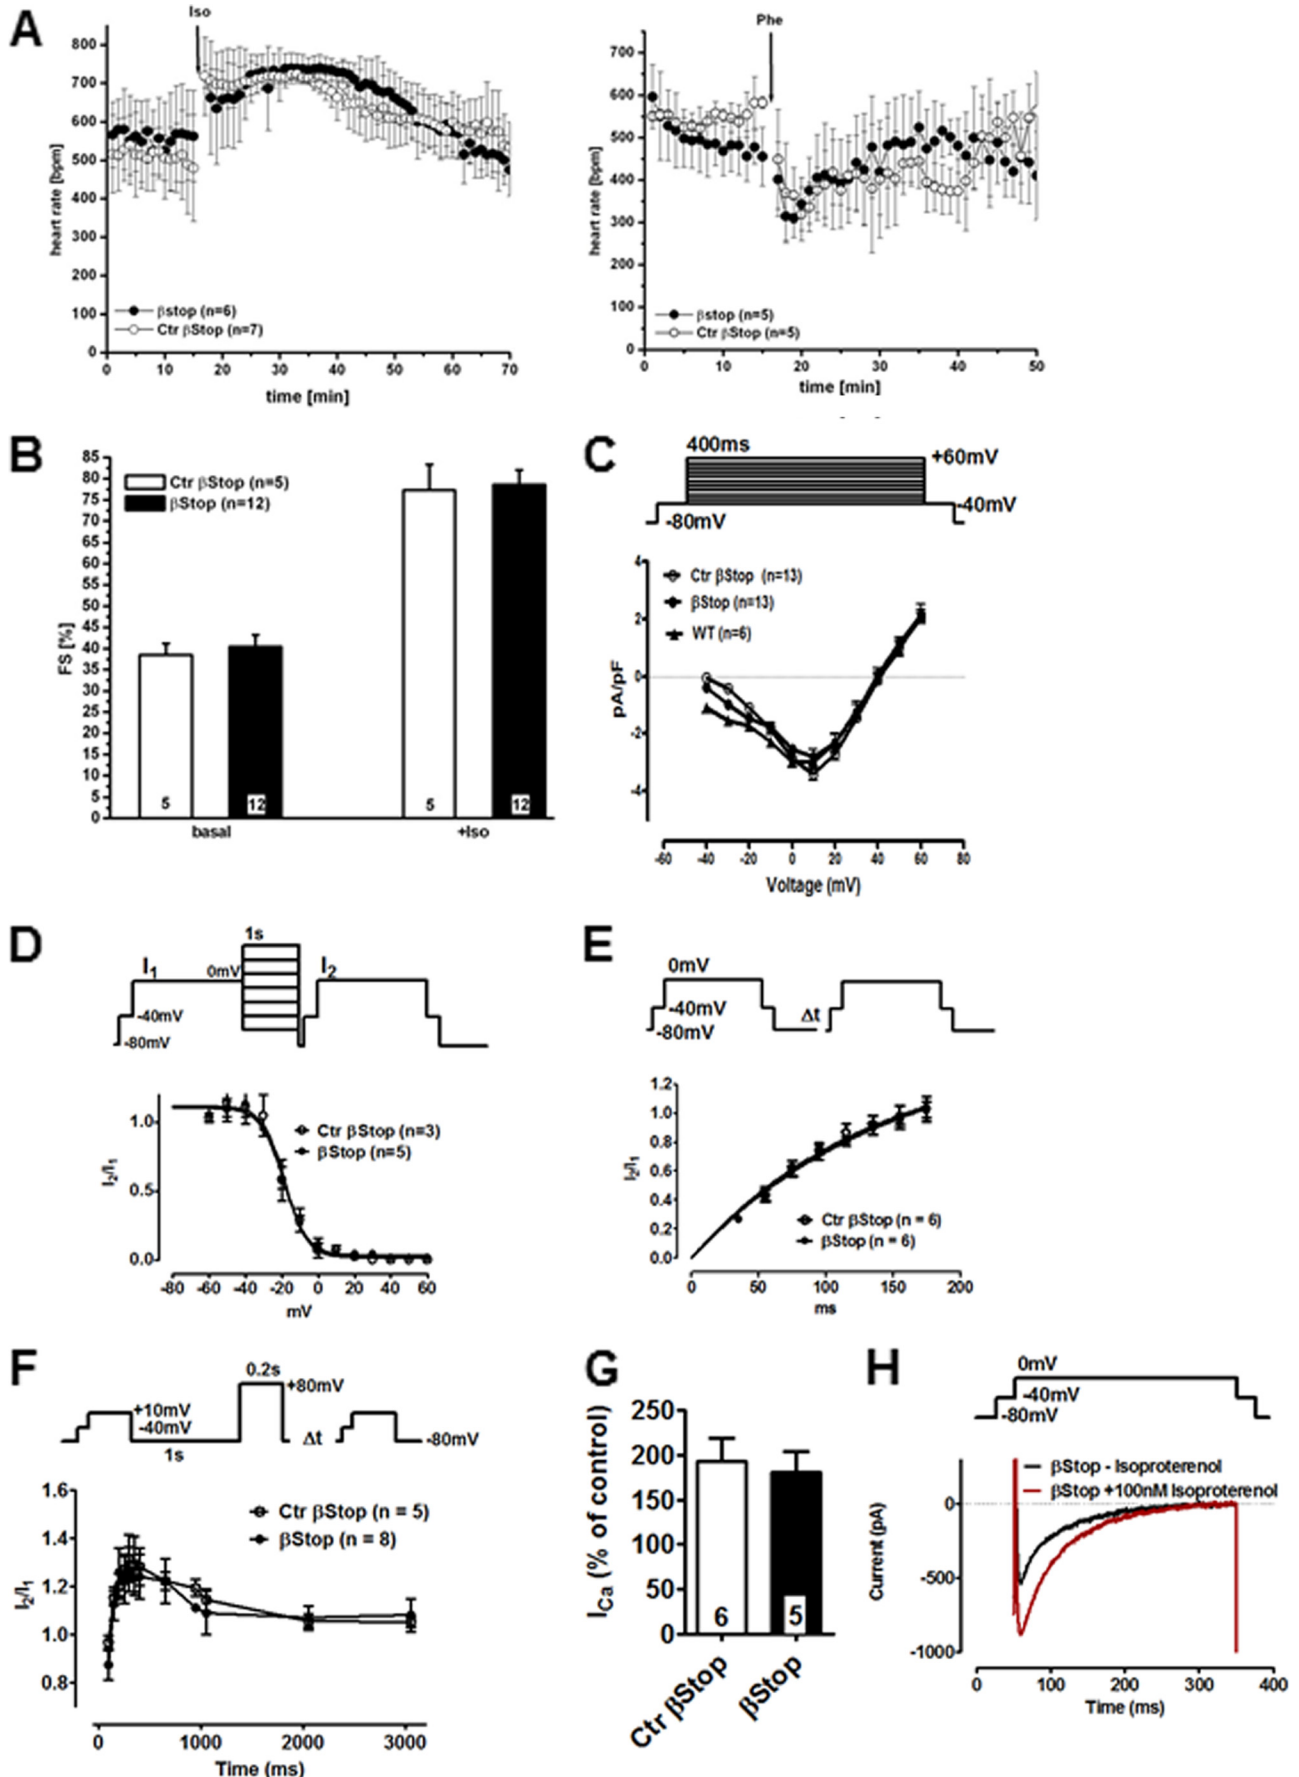 A
Iso
800
700
600
500
400
300
200
100
0
heart rate [bpm]
βstop (n=6)
Ctr βStop (n=7)
0 10 20 30 40 50 60 70
time [min]
Phe
700
600
500
400
300
200
100
0
heart rate [bpm]
βstop (n=5)
Ctr βStop (n=5)
0 10 20 30 40 50
time [min]
B
85
80
75
70
65
60
55
50
45
40
35
30
25
20
15
10
5
0
FS [%]
Ctr βStop (n=5)
βStop (n=12)
5 12 5 12
basal +Iso
C
400ms
+60mV
-40mV
-80mV
4
2
0
-2
-4
pA/pF
Ctr βStop (n=13)
βStop (n=13)
WT (n=6)
-60 -40 -20 0 20 40 60 80
Voltage (mV)
D
1s
I1 0mV I2
-40mV
-80mV
1.0
0.5
0.0
I2/I1
Ctr βStop (n=3)
βStop (n=5)
-80 -60 -40 -20 0 20 40 60
mV
E
0mV
-40mV
-80mV
Δt
1.2
1.0
0.8
0.6
0.4
0.2
0.0
I2/I1
Ctr βStop (n = 6)
βStop (n = 6)
0 50 100 150 200
ms
F
0.2s
+80mV
+10mV
-40mV
1s
Δt
-80mV
1.6
1.4
1.2
1.0
0.8
I2/I1
Ctr βStop (n = 5)
βStop (n = 8)
0 1000 2000 3000
Time (ms)
G
250
200
150
100
50
0
ICa (% of control)
6 5
Ctr βStop
βStop
H
0mV
-40mV
-80mV
βStop - Isoproterenol
βStop +100nM Isoproterenol
0
-500
-1000
Current (pA)
0 100 200 300 400
Time (ms)